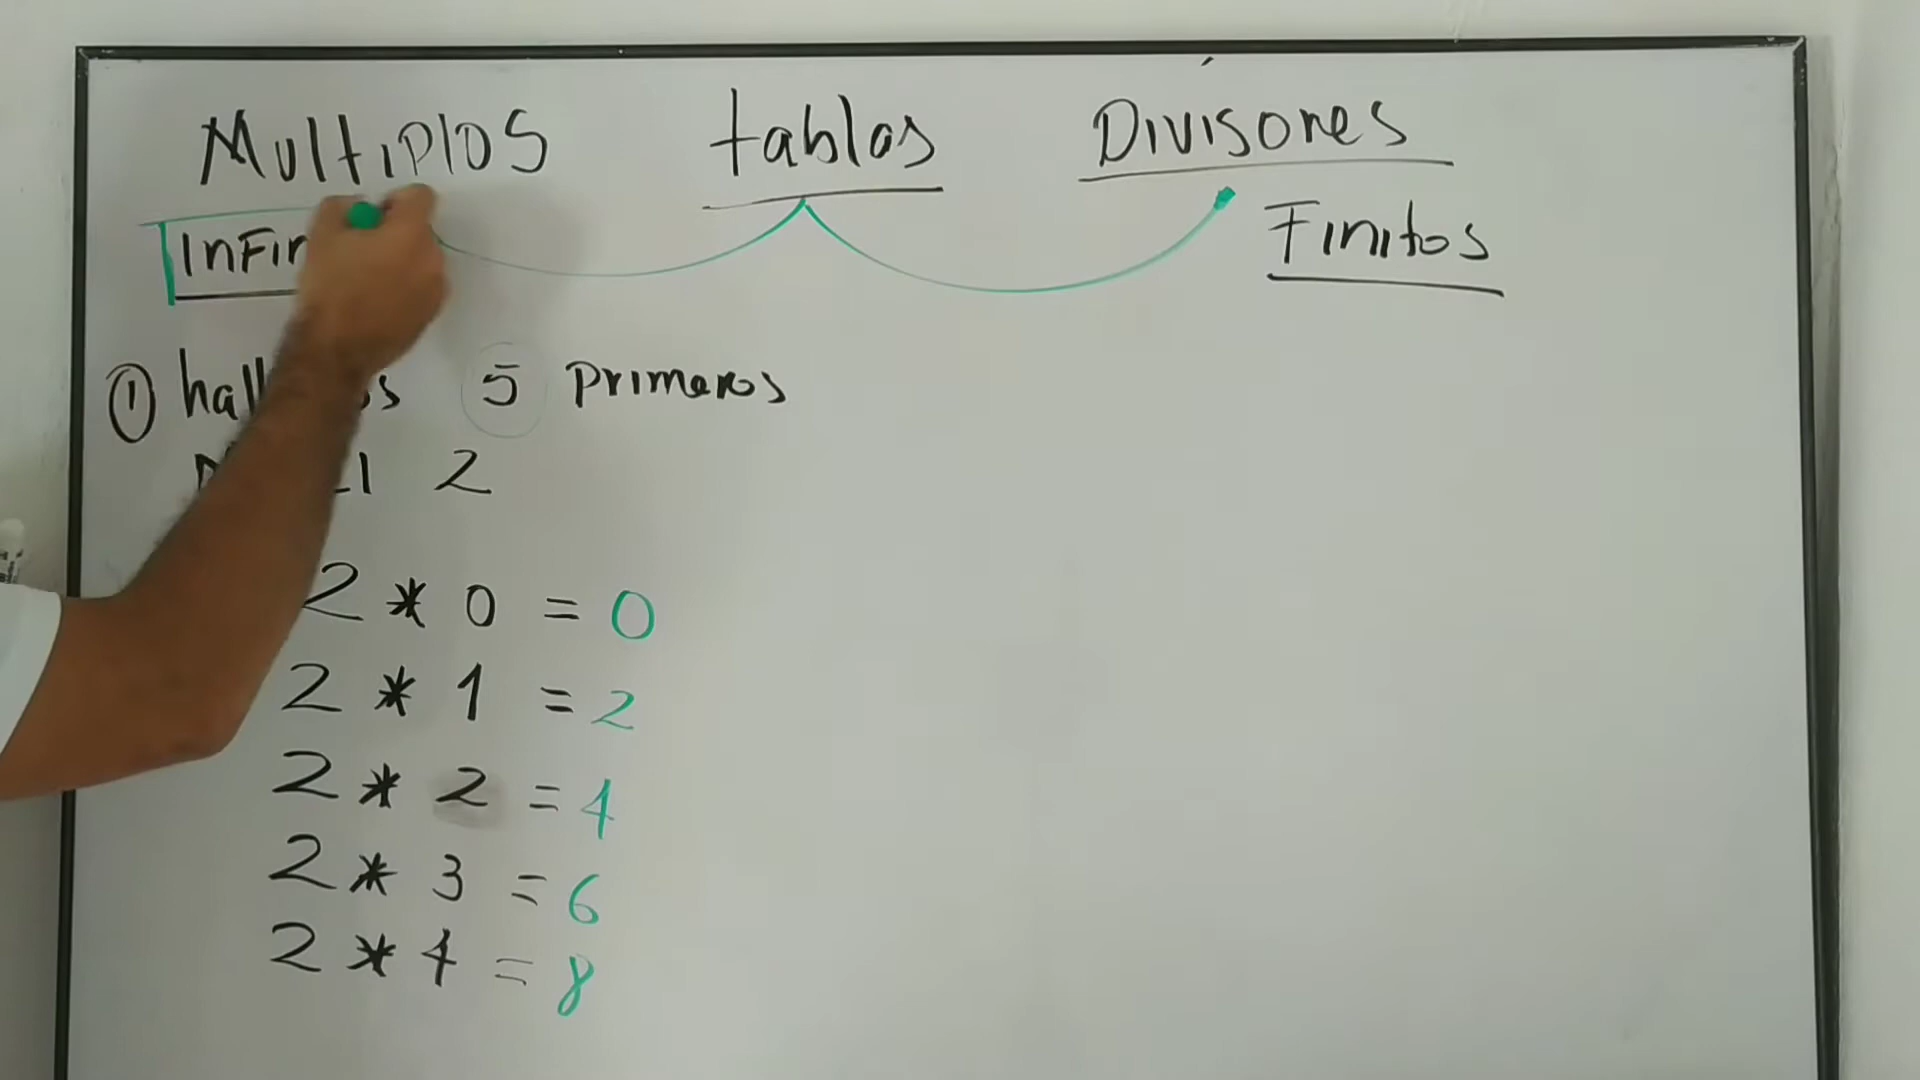 Multiplos tablas Divisores
Finitos
① 5 primeros
2
2 * 0 = 0
2 * 1 = 2
2 * 2 = 4
2 * 3 = 6
2 * 4 = 8